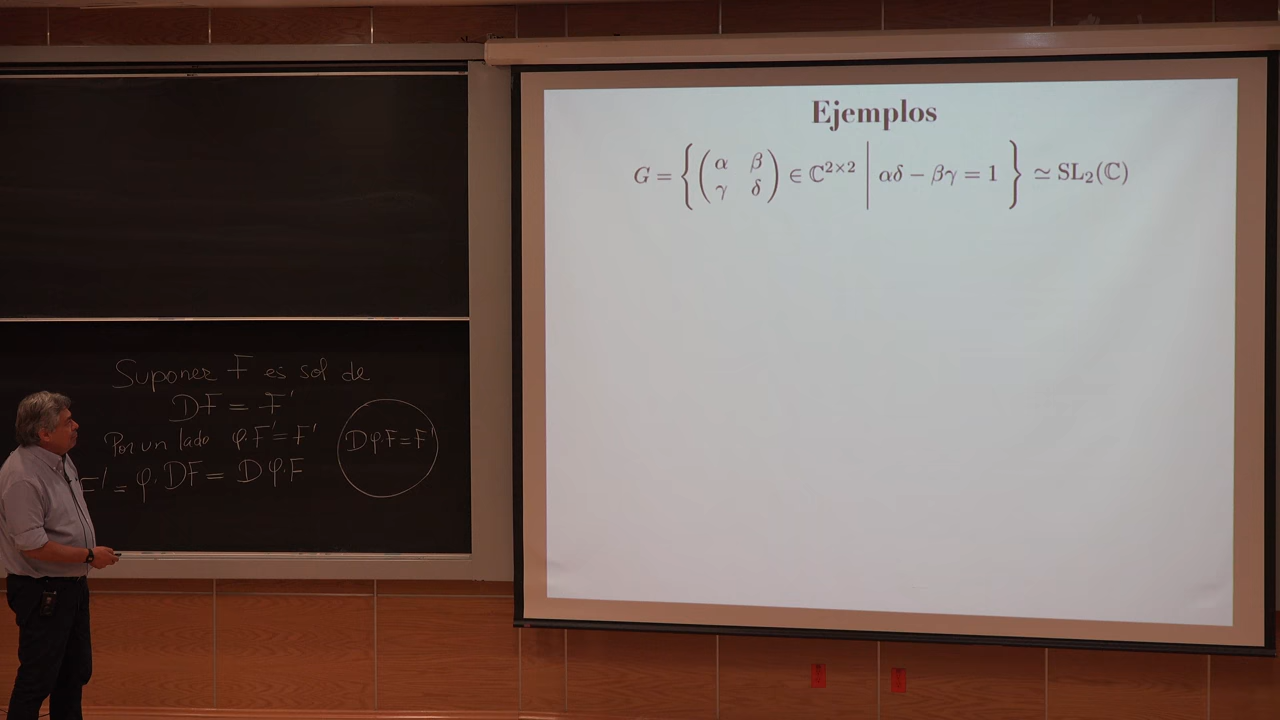 Suponer F es sol de
DF = F'
Por un lado φ·F' = F'
F' = φ·DF = Dφ·F
Dφ·F = F'
Ejemplos
G = { ( α β ; γ δ ) ∈ ℂ^{2×2} | αδ − βγ = 1 } ≃ SL₂(ℂ)